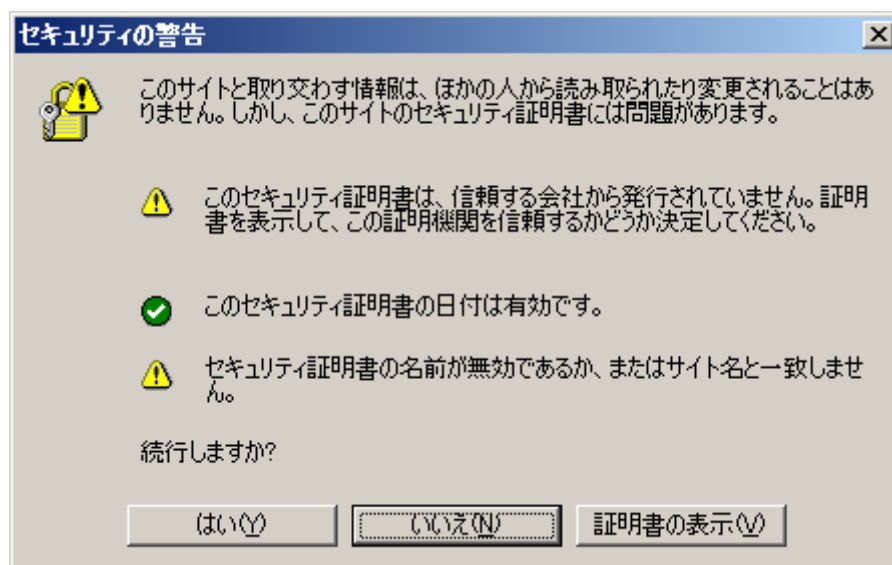 セキュリティの警告
このサイトと取り交わす情報は、ほかの人から読み取られたり変更されることはあ
りません。しかし、このサイトのセキュリティ証明書には問題があります。
このセキュリティ証明書は、信頼する会社から発行されていません。証明
書を表示して、この証明機関を信頼するかどうか決定してください。
このセキュリティ証明書の日付は有効です。
セキュリティ証明書の名前が無効であるか、またはサイト名と一致しませ
ん。
続行しますか?
はい(Y)
いいえ(N)
証明書の表示(V)